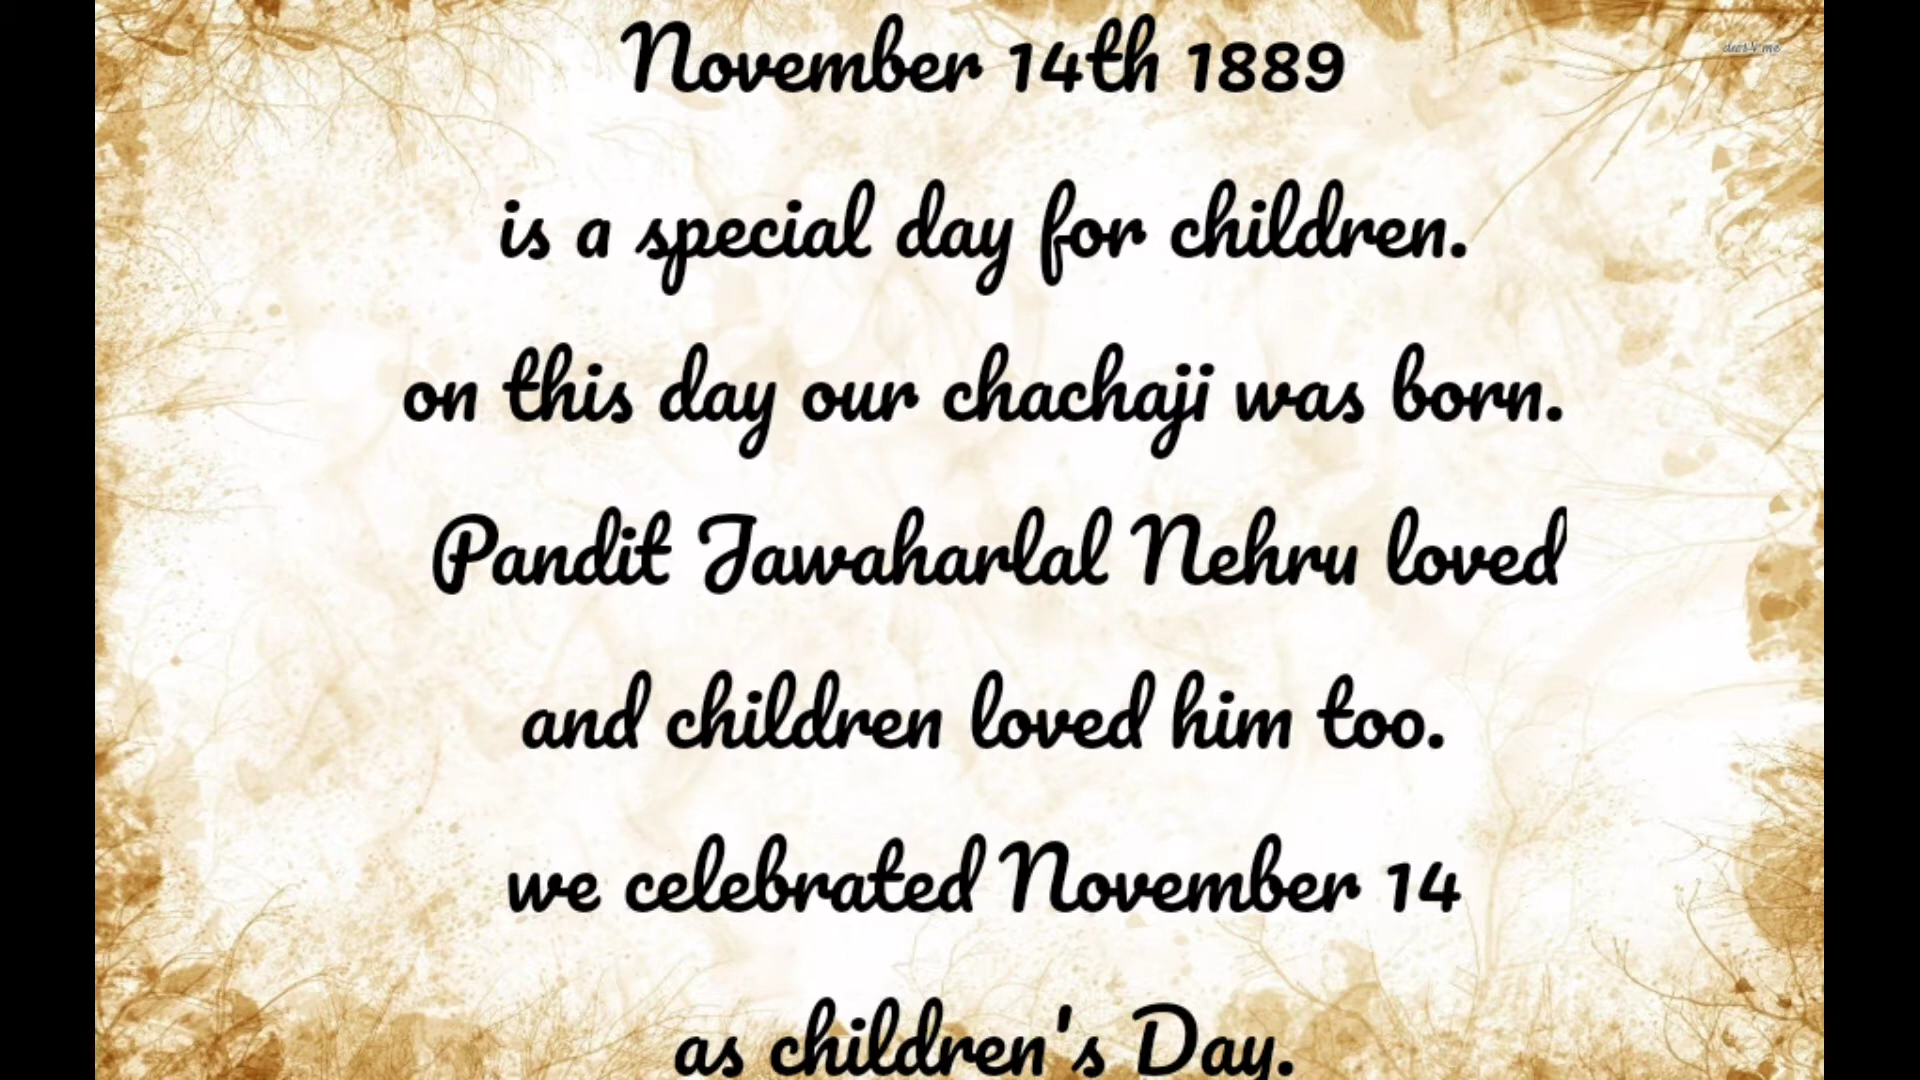 November 14th 1889
is a special day for children.
on this day our chachaji was born.
Pandit Jawaharlal Nehru loved
and children loved him too.
we celebrated November 14
as children's Day.